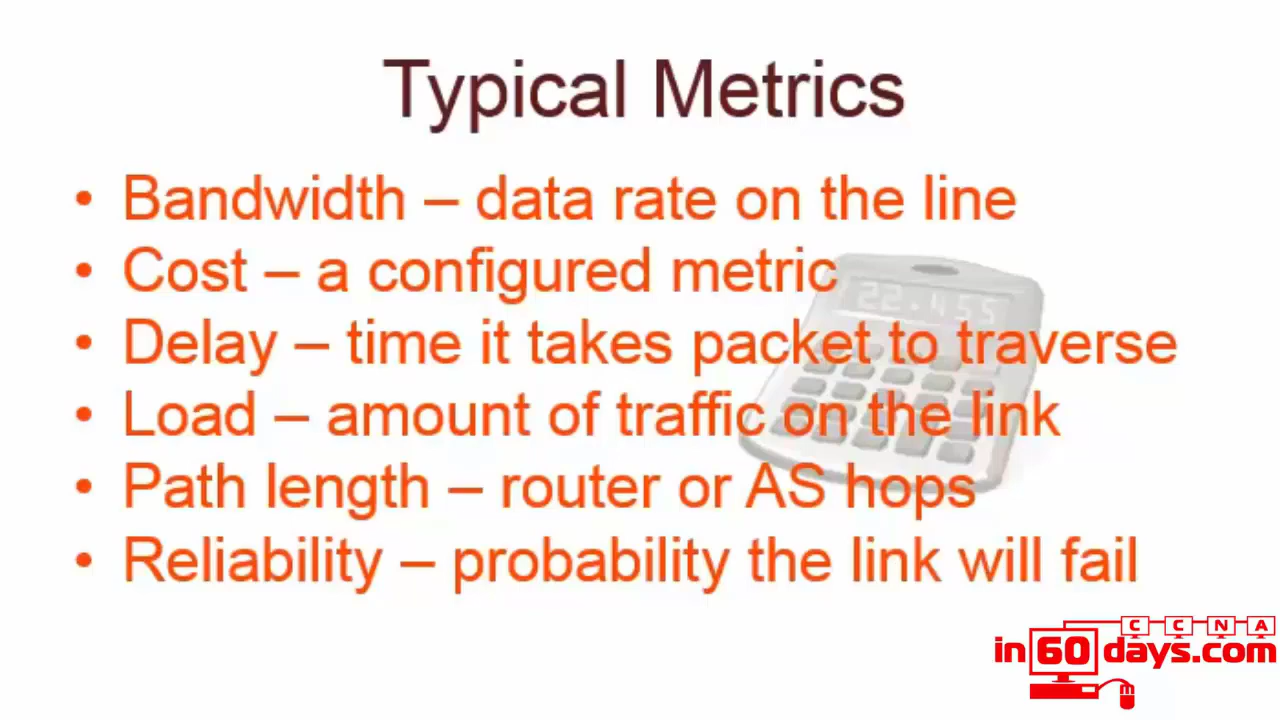 Typical Metrics
• Bandwidth – data rate on the line
• Cost – a configured metric
• Delay – time it takes packet to traverse
• Load – amount of traffic on the link
• Path length – router or AS hops
• Reliability – probability the link will fail
22.455
CCNA
in60days.com